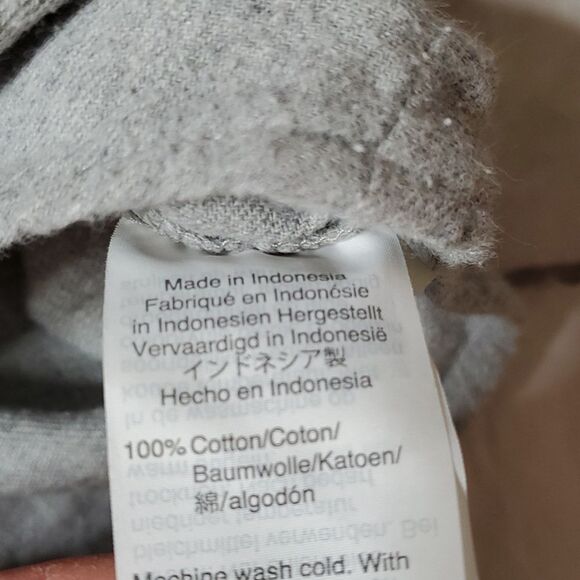 Made in Indonesia
Fabriqué en Indonésie
in Indonesien Hergestellt
Vervaardigd in Indonesië
インドネシア製
Hecho en Indonesia
100% Cotton/Coton/
Baumwolle/Katoen/
綿/algodón
Machine wash cold. With